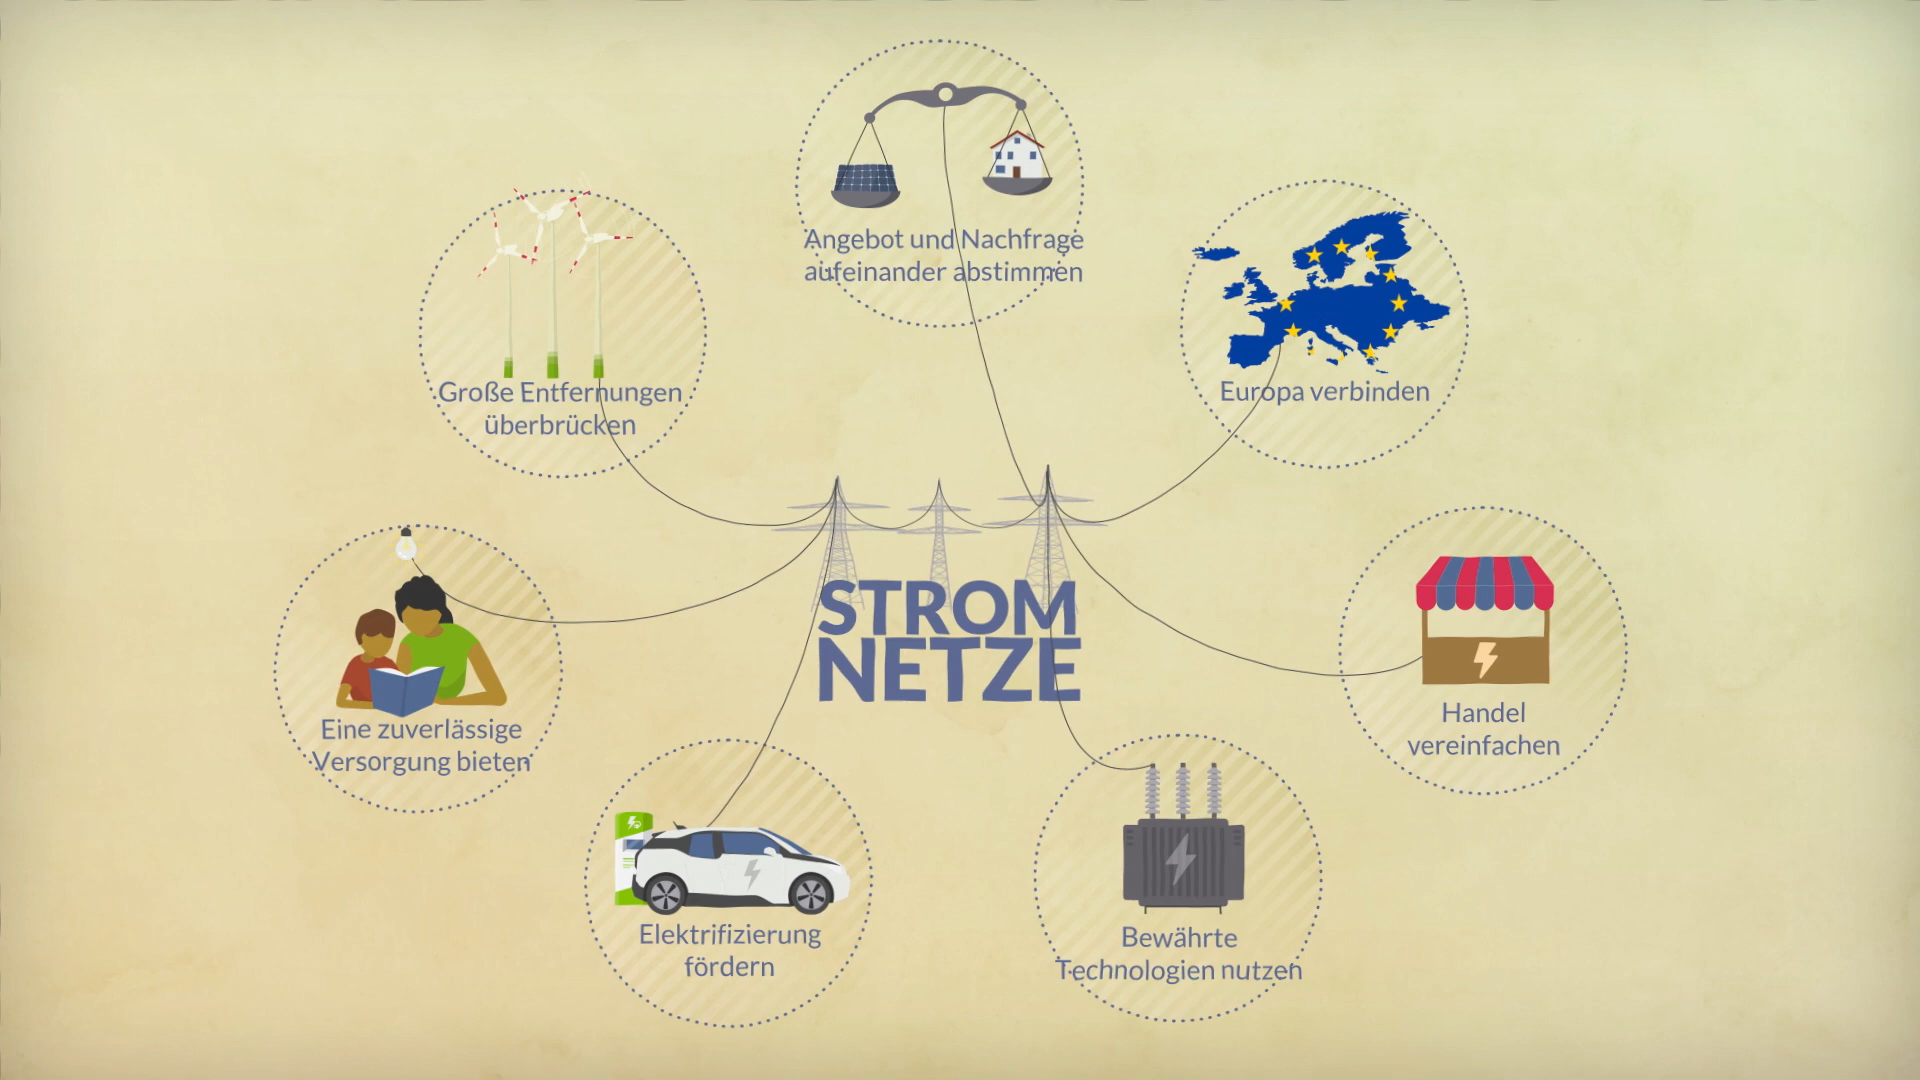 Angebot und Nachfrage
aufeinander abstimmen
Große Entfernungen
überbrücken
Europa verbinden
STROM
NETZE
Eine zuverlässige
Versorgung bieten
Handel
vereinfachen
Elektrifizierung
fördern
Bewährte
Technologien nutzen